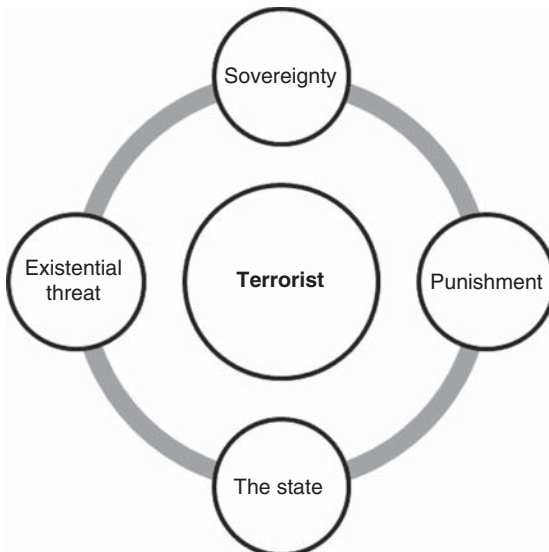 Sovereignty
Existential
threat
Terrorist
Punishment
The state